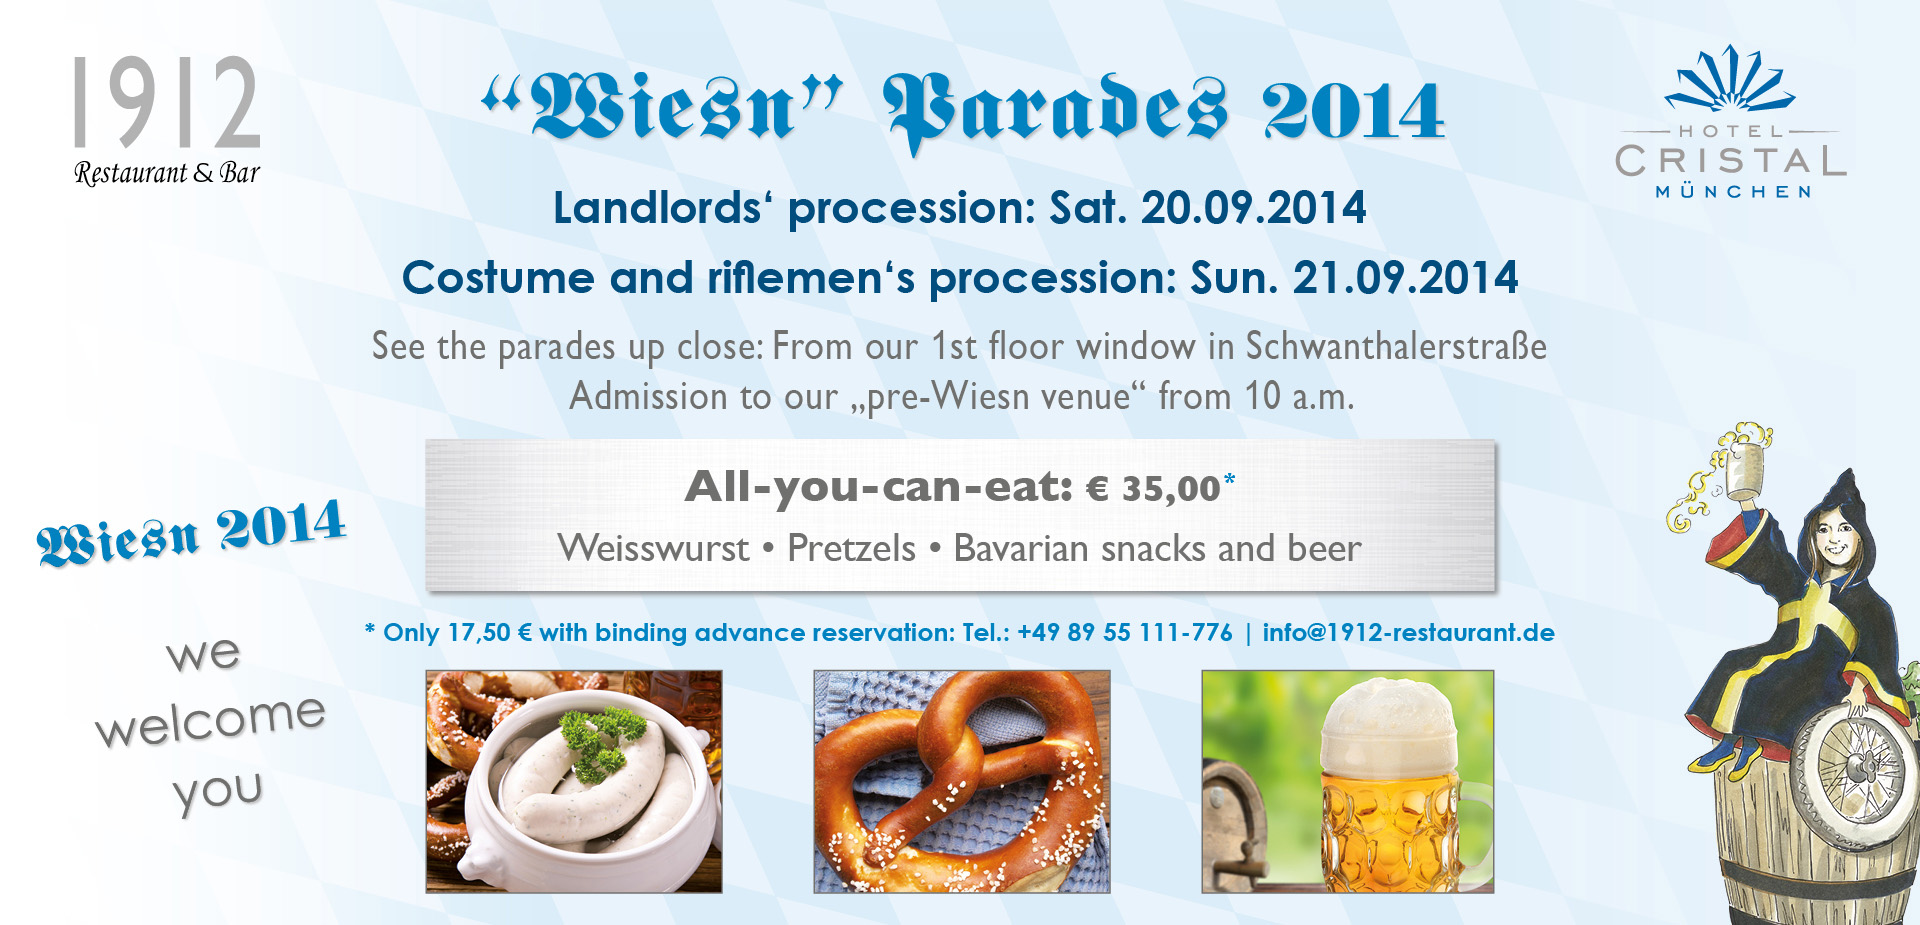 1912
Restaurant & Bar
“Wiesn” Parades 2014
HOTEL
CRISTAL
MÜNCHEN
Landlords‘ procession: Sat. 20.09.2014
Costume and riflemen‘s procession: Sun. 21.09.2014
See the parades up close: From our 1st floor window in Schwanthalerstraße
Admission to our „pre-Wiesn venue“ from 10 a.m.
All-you-can-eat: € 35,00*
Weisswurst • Pretzels • Bavarian snacks and beer
Wiesn 2014
we
welcome
you
* Only 17,50 € with binding advance reservation: Tel.: +49 89 55 111-776 | info@1912-restaurant.de